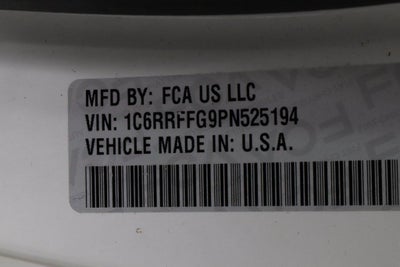 MFD BY: FCA US LLC
VIN: 1C6RRFFG9PN525194
VEHICLE MADE IN: U.S.A.